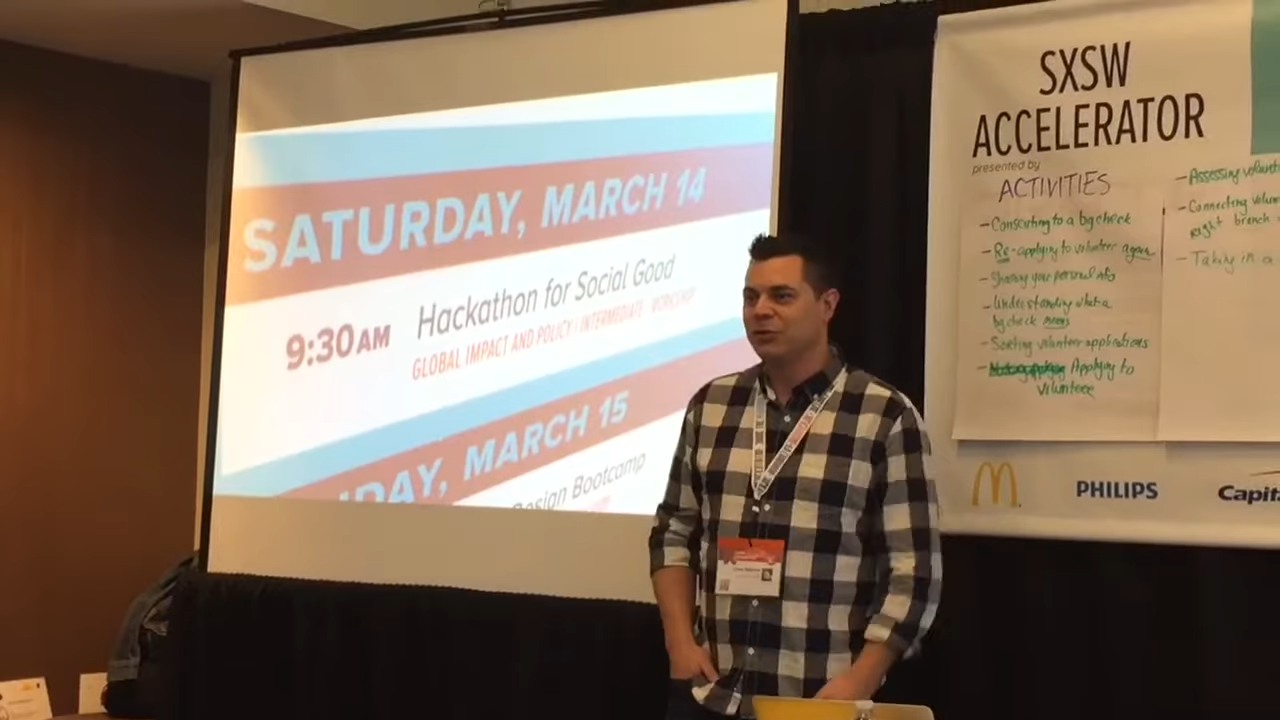 SATURDAY, MARCH 14
9:30AM Hackathon for Social Good
GLOBAL IMPACT AND POLICY | INTERMEDIATE - WORKSHOP
DAY, MARCH 15
Design Bootcamp
SXSW
ACCELERATOR
presented by
ACTIVITIES
- Consenting to a bg check
- Re-applying to volunteer again
- Sharing your personal info
- Understanding what a
bg check means
- Sorting volunteer applications
- Applying to
volunteer
- Assessing volunt
- Connecting volun
right branch
- Taking in a
PHILIPS
Capit